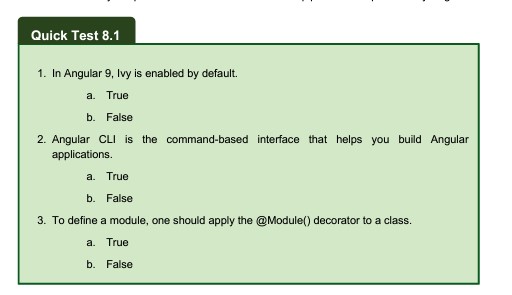 Quick Test 8.1
1. In Angular 9, Ivy is enabled by default.
a. True
b. False
2. Angular CLI is the command-based interface that helps you build Angular
applications.
a. True
b. False
3. To define a module, one should apply the @Module() decorator to a class.
a. True
b. False